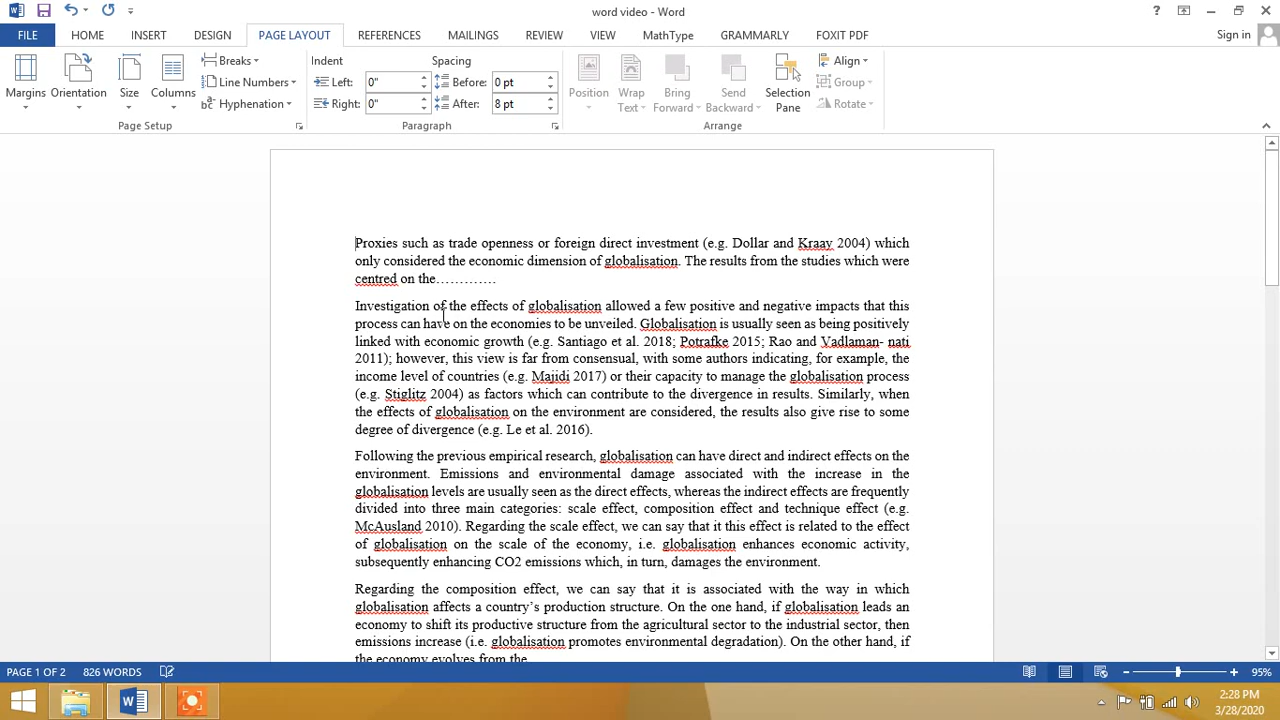 word video - Word
FILE HOME INSERT DESIGN PAGE LAYOUT REFERENCES MAILINGS REVIEW VIEW MathType GRAMMARLY FOXIT PDF Sign in
Margins Orientation Size Columns
Breaks
Line Numbers
Hyphenation
Page Setup
Indent
Left: 0"
Right: 0"
Spacing
Before: 0 pt
After: 8 pt
Paragraph
Position Wrap Text Bring Forward Send Backward Selection Pane
Align
Group
Rotate
Arrange
Proxies such as trade openness or foreign direct investment (e.g. Dollar and Kraay 2004) which
only considered the economic dimension of globalisation. The results from the studies which were
centred on the.............
Investigation of the effects of globalisation allowed a few positive and negative impacts that this
process can have on the economies to be unveiled. Globalisation is usually seen as being positively
linked with economic growth (e.g. Santiago et al. 2018; Potrafke 2015; Rao and Vadlaman- nati
2011); however, this view is far from consensual, with some authors indicating, for example, the
income level of countries (e.g. Majidi 2017) or their capacity to manage the globalisation process
(e.g. Stiglitz 2004) as factors which can contribute to the divergence in results. Similarly, when
the effects of globalisation on the environment are considered, the results also give rise to some
degree of divergence (e.g. Le et al. 2016).
Following the previous empirical research, globalisation can have direct and indirect effects on the
environment. Emissions and environmental damage associated with the increase in the
globalisation levels are usually seen as the direct effects, whereas the indirect effects are frequently
divided into three main categories: scale effect, composition effect and technique effect (e.g.
McAusland 2010). Regarding the scale effect, we can say that it this effect is related to the effect
of globalisation on the scale of the economy, i.e. globalisation enhances economic activity,
subsequently enhancing CO2 emissions which, in turn, damages the environment.
Regarding the composition effect, we can say that it is associated with the way in which
globalisation affects a country's production structure. On the one hand, if globalisation leads an
economy to shift its productive structure from the agricultural sector to the industrial sector, then
emissions increase (i.e. globalisation promotes environmental degradation). On the other hand, if
the economy evolves from the
PAGE 1 OF 2 826 WORDS 95%
2:28 PM
3/28/2020